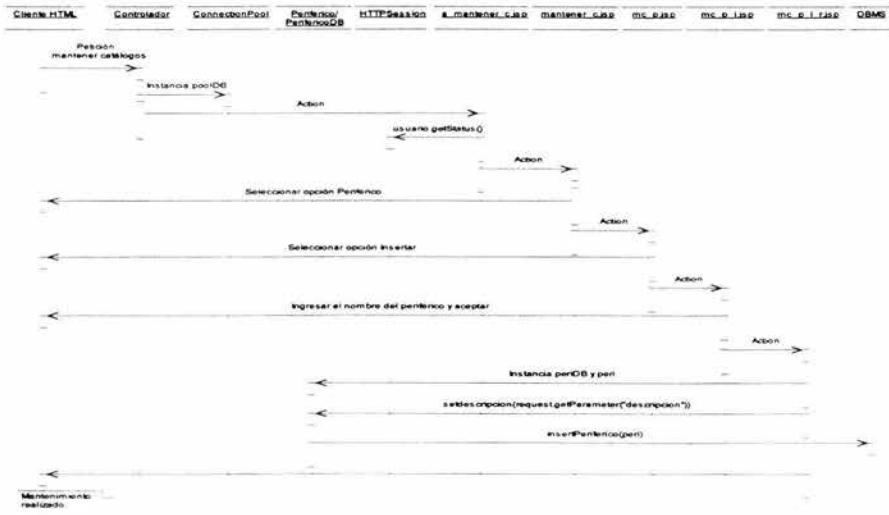 Cliente HTML
Controlador
ConnectionPool
Periferico/
PerifericoDB
HTTPSession
a_mantener_c.jsp
mantener_c.jsp
mc_p.jsp
mc_p_i.jsp
mc_p_i_r.jsp
DBMS
Petición
mantener catálogos
Instancia poolDB
Action
usuario.getStatus()
Action
Seleccionar opción Periferico
Action
Seleccionar opción Insertar
Action
Ingresar el nombre del periférico y aceptar
Action
Instancia periDB y peri
setdescripcion(request.getParameter("descripcion"))
insertPeriferico(peri)
Mantenimiento
realizado